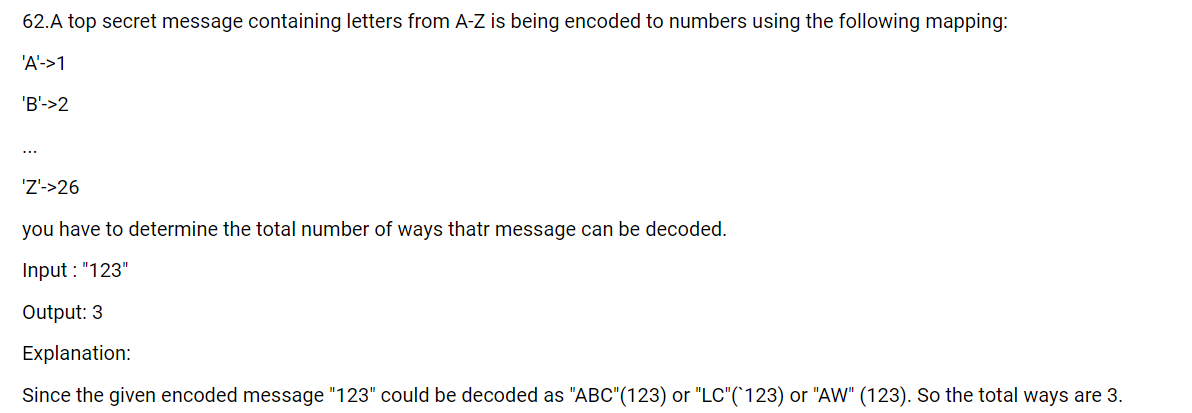 62.A top secret message containing letters from A-Z is being encoded to numbers using the following mapping:
'A'->1
'B'->2
...
'Z'->26
you have to determine the total number of ways thatr message can be decoded.
Input : "123"
Output: 3
Explanation:
Since the given encoded message "123" could be decoded as "ABC"(123) or "LC"(`123) or "AW" (123). So the total ways are 3.